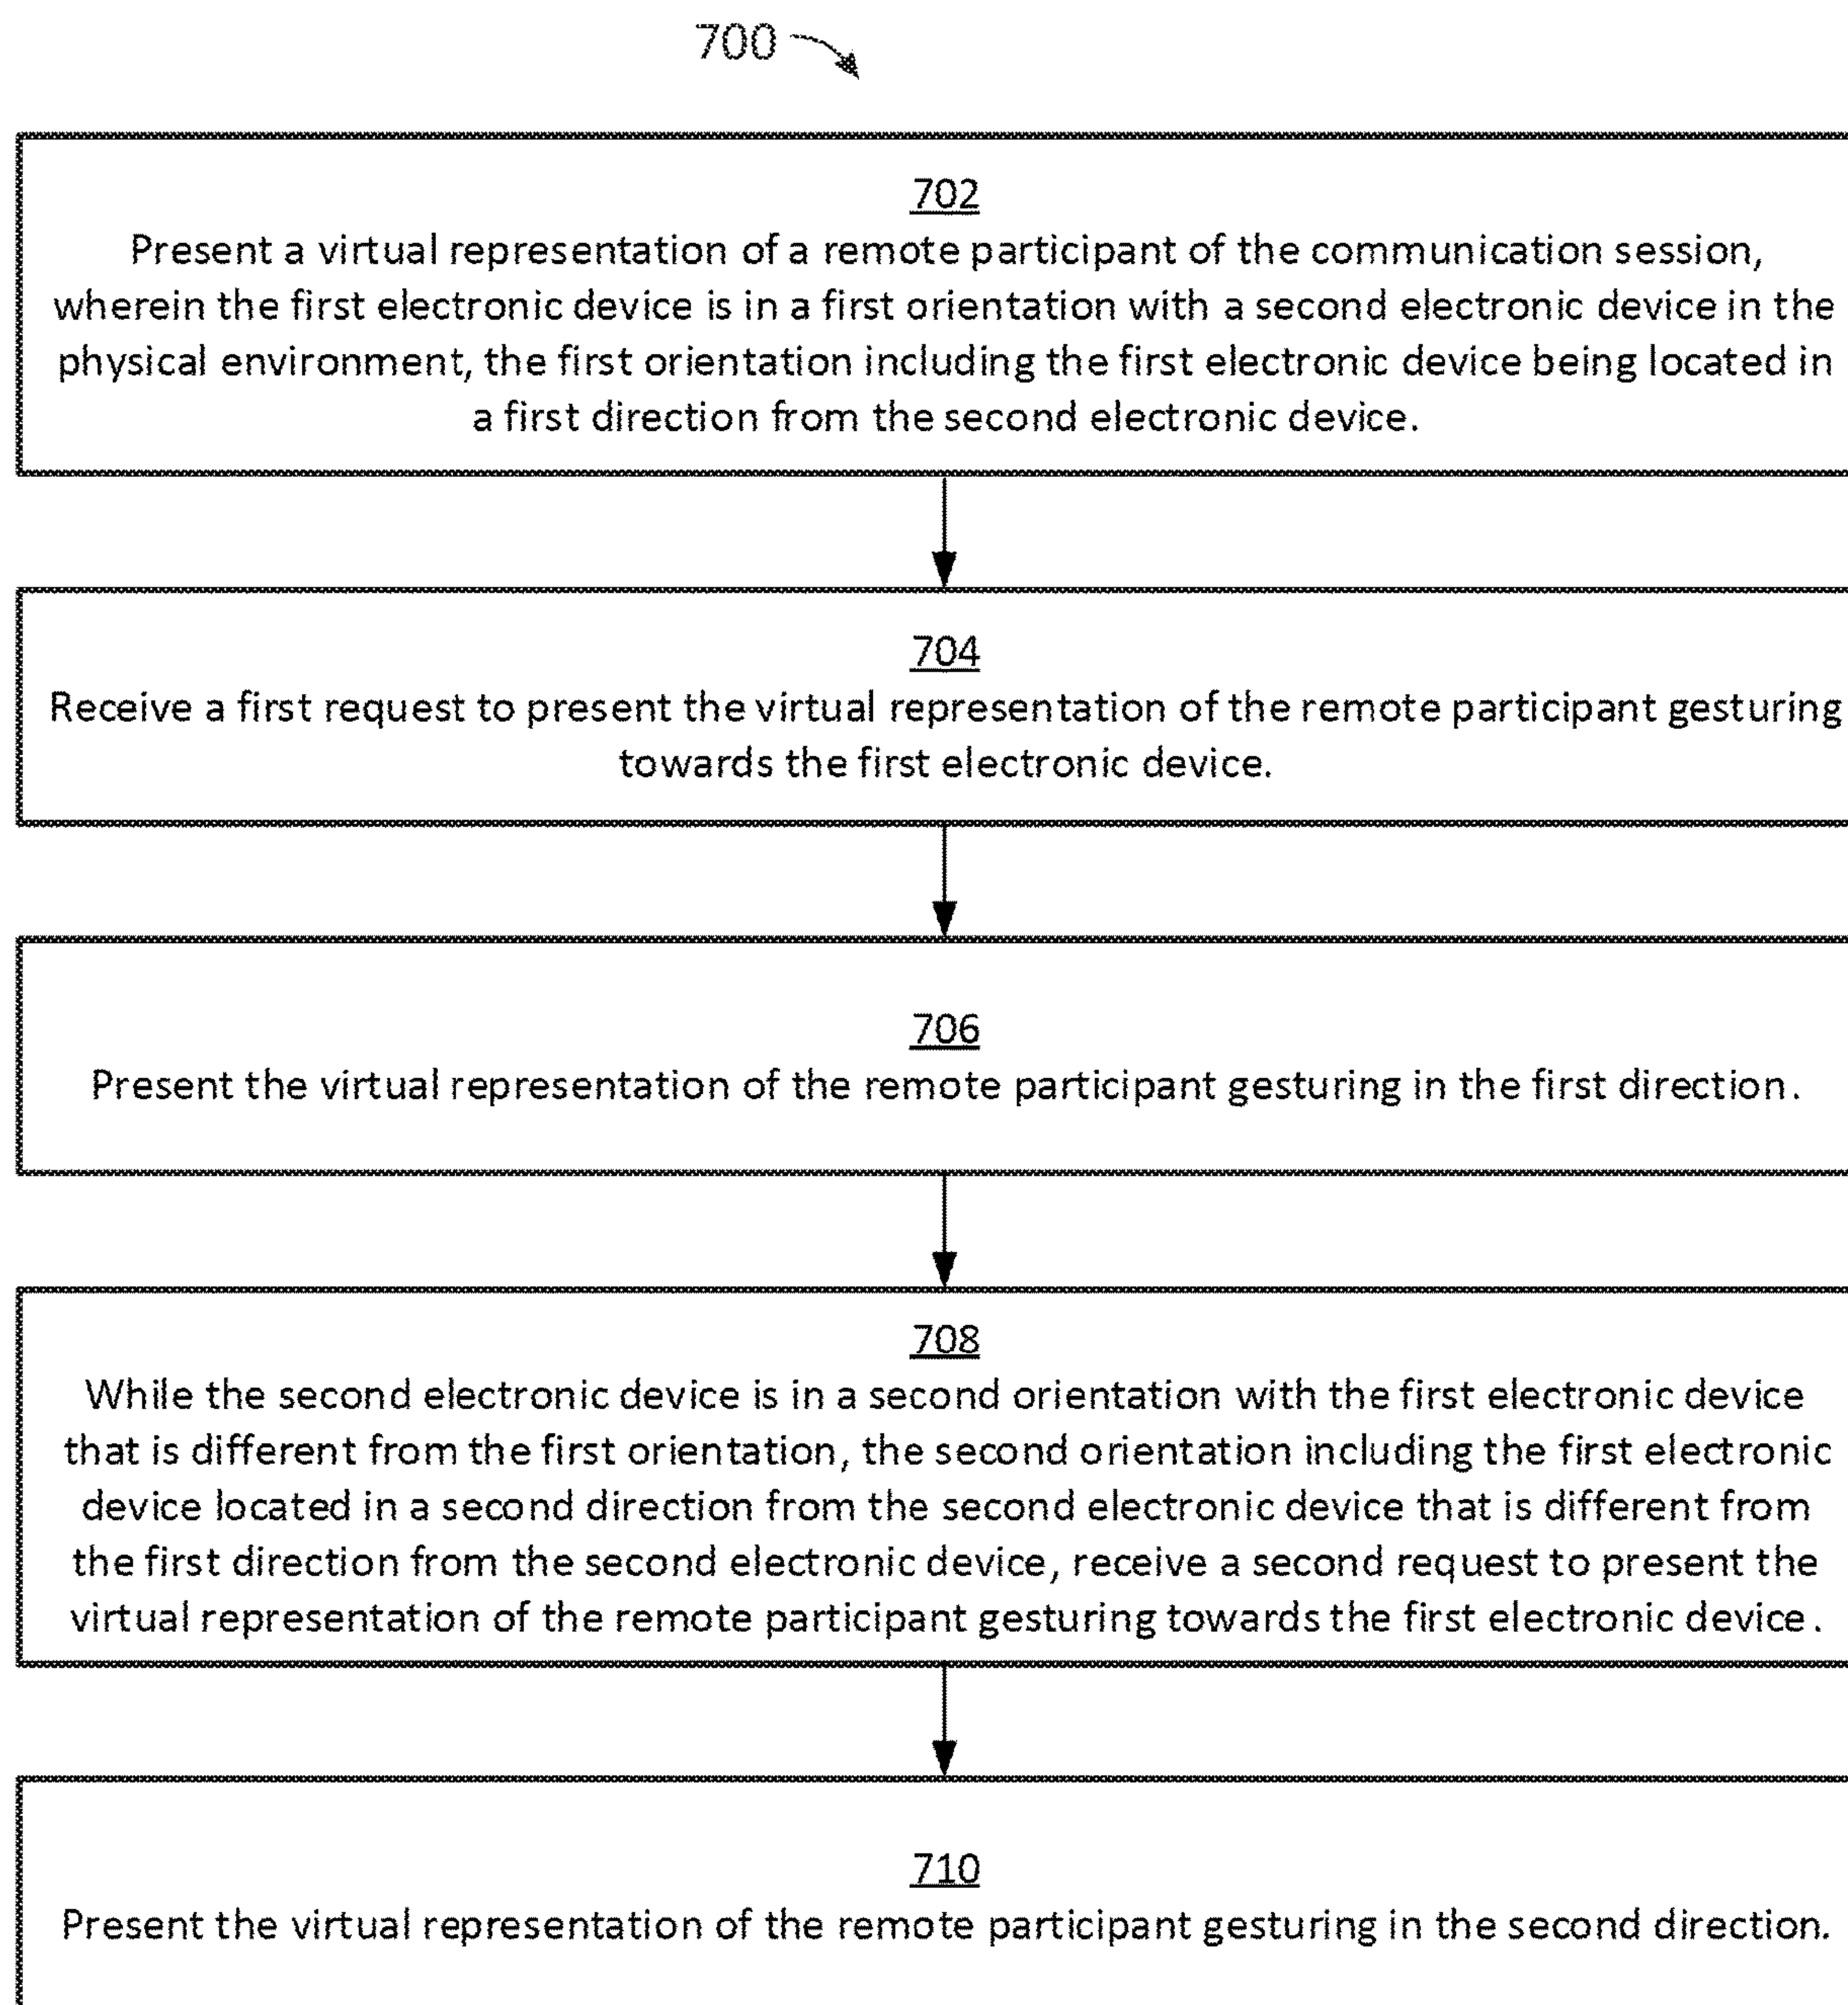 700
702
Present a virtual representation of a remote participant of the communication session,
wherein the first electronic device is in a first orientation with a second electronic device in the
physical environment, the first orientation including the first electronic device being located in
a first direction from the second electronic device.
704
Receive a first request to present the virtual representation of the remote participant gesturing
towards the first electronic device.
706
Present the virtual representation of the remote participant gesturing in the first direction.
708
While the second electronic device is in a second orientation with the first electronic device
that is different from the first orientation, the second orientation including the first electronic
device located in a second direction from the second electronic device that is different from
the first direction from the second electronic device, receive a second request to present the
virtual representation of the remote participant gesturing towards the first electronic device.
710
Present the virtual representation of the remote participant gesturing in the second direction.